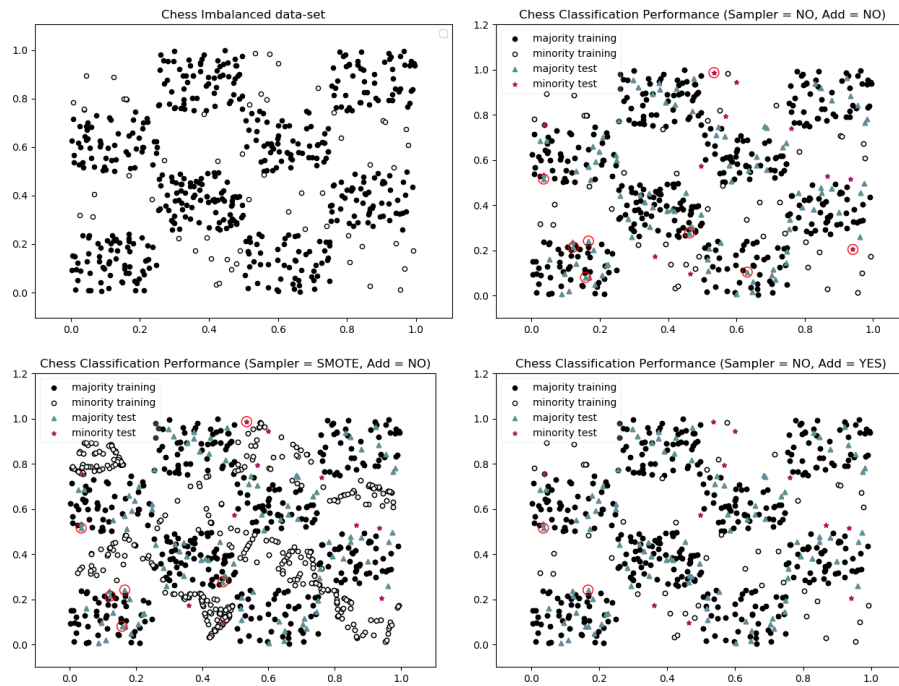 Chess Imbalanced data-set
1.0
0.8
0.6
0.4
0.2
0.0
0.0 0.2 0.4 0.6 0.8 1.0
Chess Classification Performance (Sampler = NO, Add = NO)
1.2
1.0
0.8
0.6
0.4
0.2
0.0
majority training
minority training
majority test
minority test
0.0 0.2 0.4 0.6 0.8 1.0
Chess Classification Performance (Sampler = SMOTE, Add = NO)
1.2
1.0
0.8
0.6
0.4
0.2
0.0
majority training
minority training
majority test
minority test
0.0 0.2 0.4 0.6 0.8 1.0
Chess Classification Performance (Sampler = NO, Add = YES)
1.2
1.0
0.8
0.6
0.4
0.2
0.0
majority training
minority training
majority test
minority test
0.0 0.2 0.4 0.6 0.8 1.0